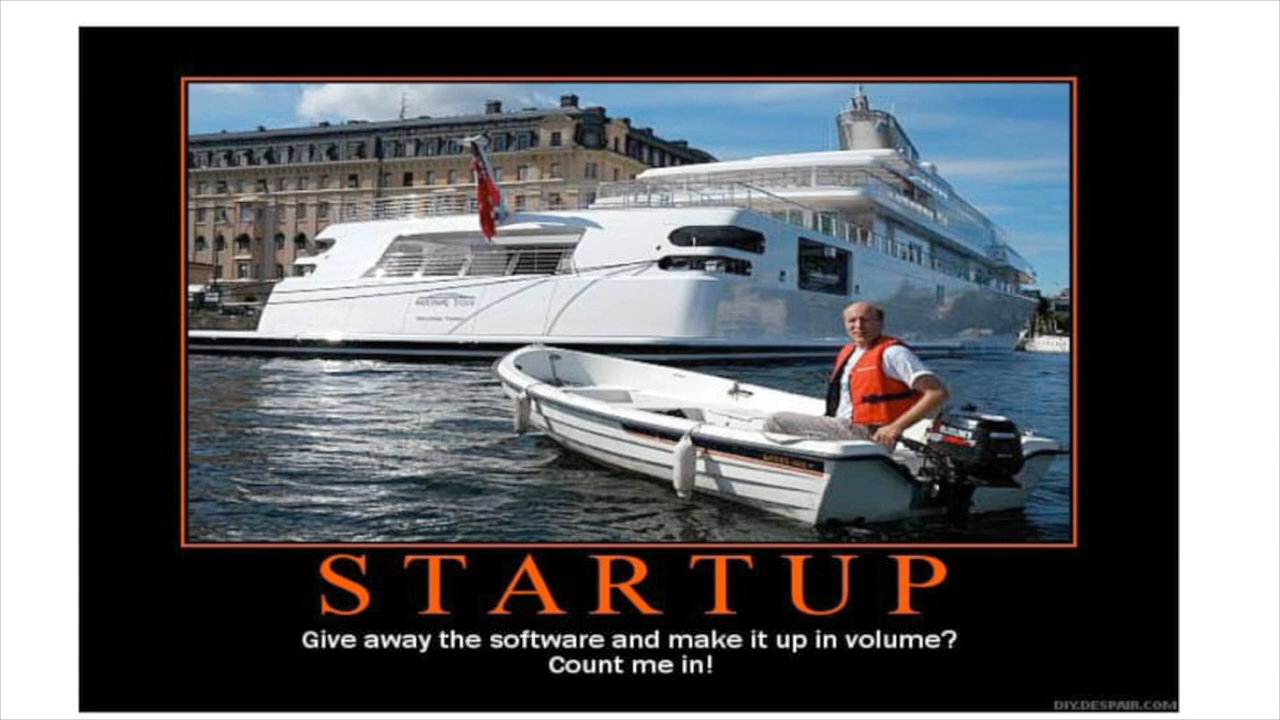 STARTUP
Give away the software and make it up in volume?
Count me in!
DIY.DESPAIR.COM